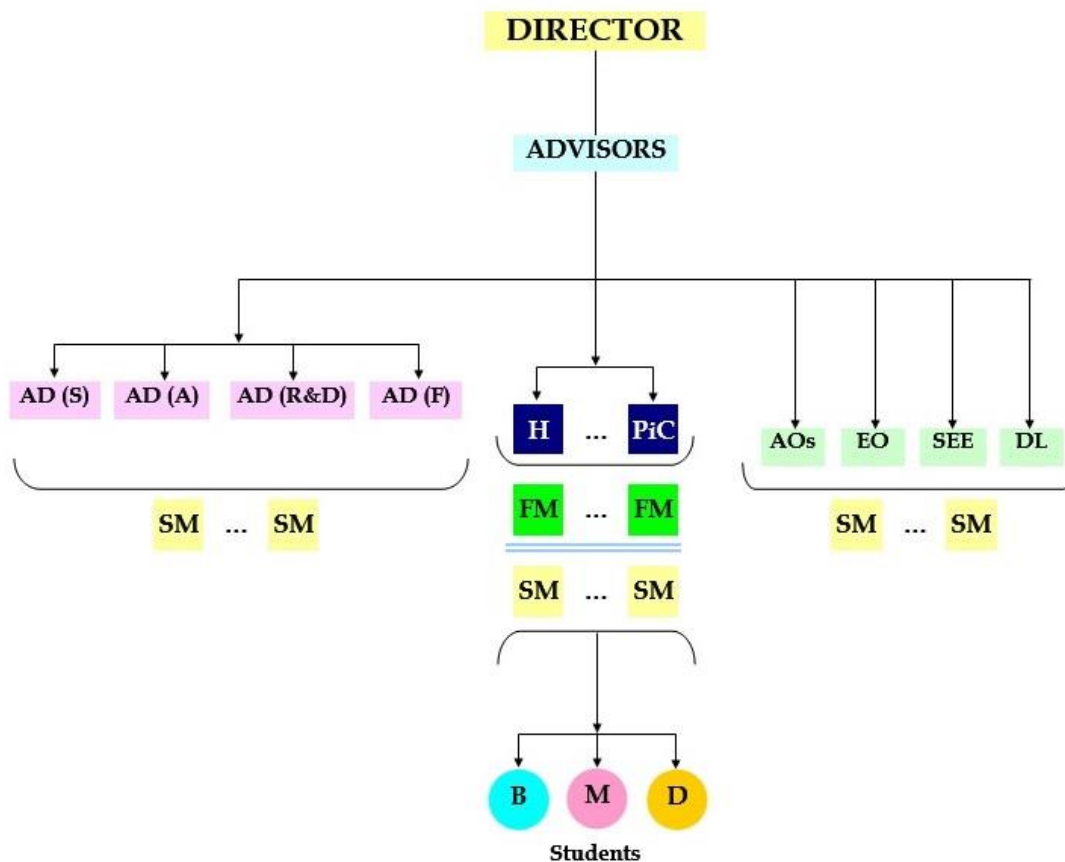 DIRECTOR
ADVISORS
AD (S) AD (A) AD (R&D) AD (F)
H ... PiC
AOs EO SEE DL
SM ... SM
FM ... FM
SM ... SM
SM ... SM
B M D
Students